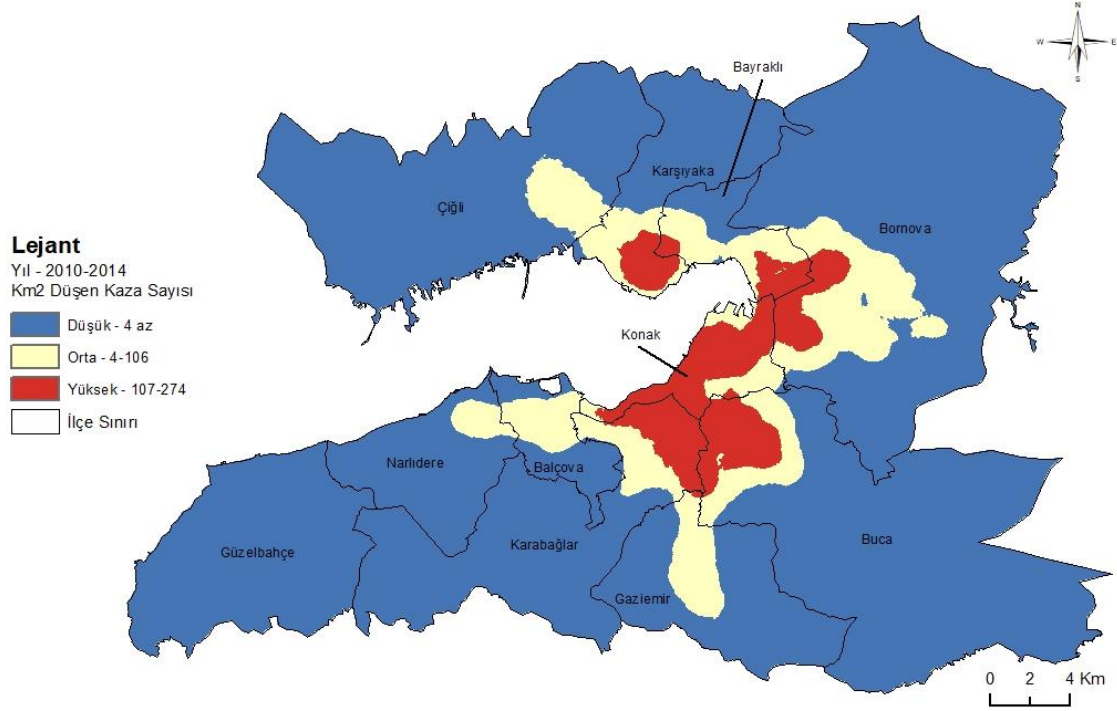 N
W E
S
Bayraklı
Karşıyaka
Çiğli
Bornova
Lejant
Yıl - 2010-2014
Km2 Düşen Kaza Sayısı
Düşük - 4 az
Orta - 4-106
Yüksek - 107-274
İlçe Sınırı
Konak
Narlıdere
Balçova
Güzelbahçe
Karabağlar
Buca
Gaziemir
0 2 4 Km